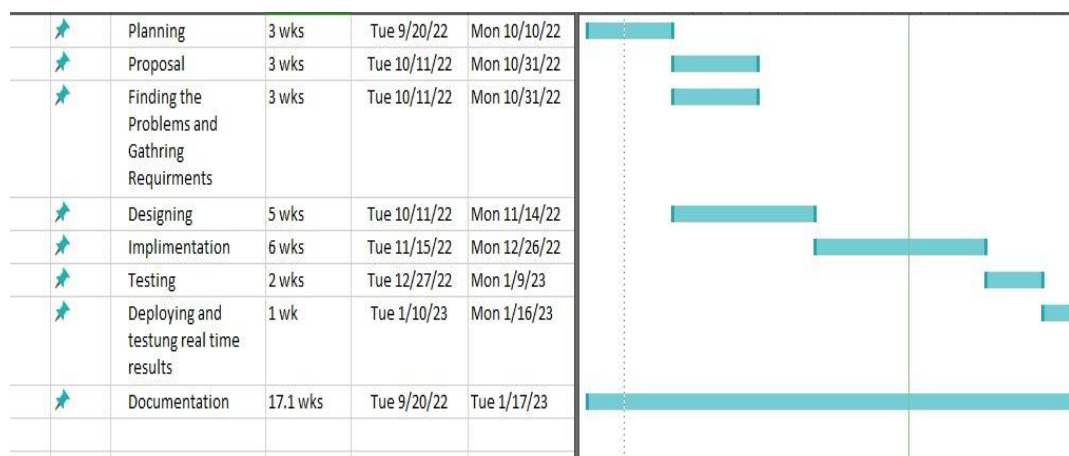 Planning 3 wks Tue 9/20/22 Mon 10/10/22
Proposal 3 wks Tue 10/11/22 Mon 10/31/22
Finding the 3 wks Tue 10/11/22 Mon 10/31/22
Problems and
Gathring
Requirments
Designing 5 wks Tue 10/11/22 Mon 11/14/22
Implimentation 6 wks Tue 11/15/22 Mon 12/26/22
Testing 2 wks Tue 12/27/22 Mon 1/9/23
Deploying and 1 wk Tue 1/10/23 Mon 1/16/23
testung real time
results
Documentation 17.1 wks Tue 9/20/22 Tue 1/17/23